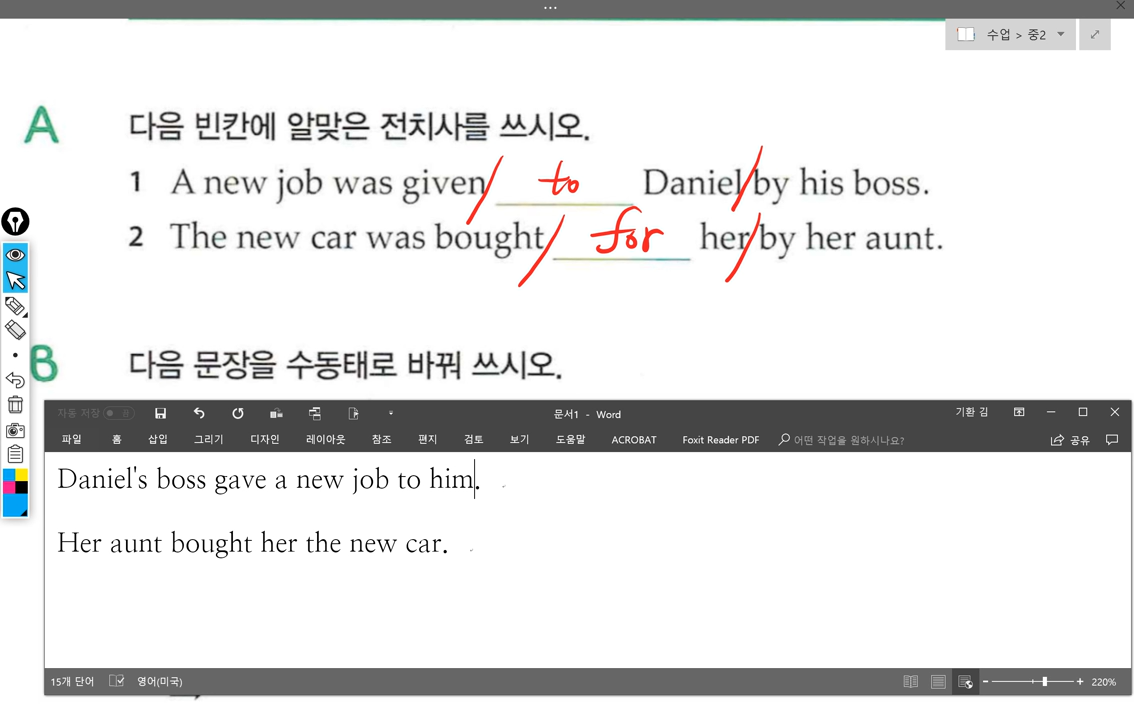 ···
수업 > 중2
A 다음 빈칸에 알맞은 전치사를 쓰시오.
1 A new job was given / to Daniel / by his boss.
2 The new car was bought / for her / by her aunt.
B 다음 문장을 수동태로 바꿔 쓰시오.
자동 저장
문서1 - Word
기환 김
파일 홈 삽입 그리기 디자인 레이아웃 참조 편지 검토 보기 도움말 ACROBAT Foxit Reader PDF 어떤 작업을 원하시나요? 공유
Daniel's boss gave a new job to him.
Her aunt bought her the new car.
15개 단어 영어(미국) 220%